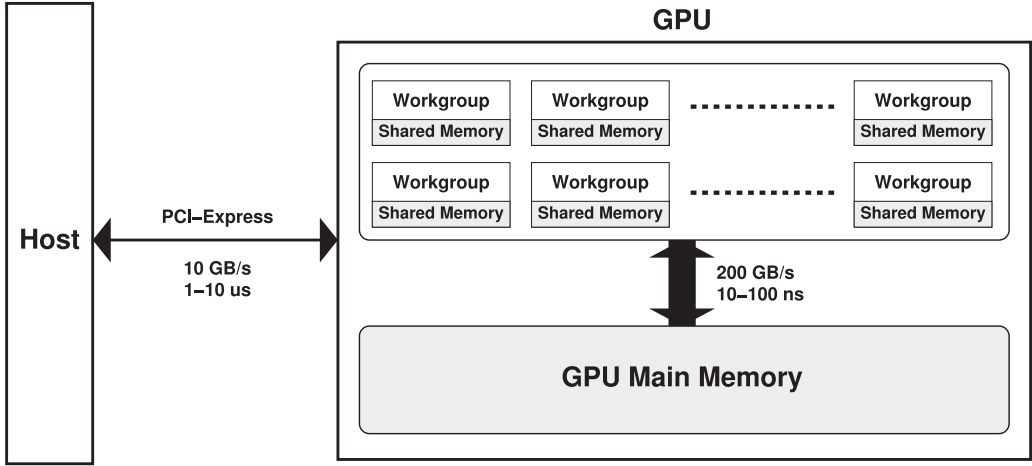 GPU
Workgroup
Shared Memory
Workgroup
Shared Memory
Workgroup
Shared Memory
Workgroup
Shared Memory
Workgroup
Shared Memory
Workgroup
Shared Memory
Host
PCI–Express
10 GB/s
1–10 us
200 GB/s
10–100 ns
GPU Main Memory